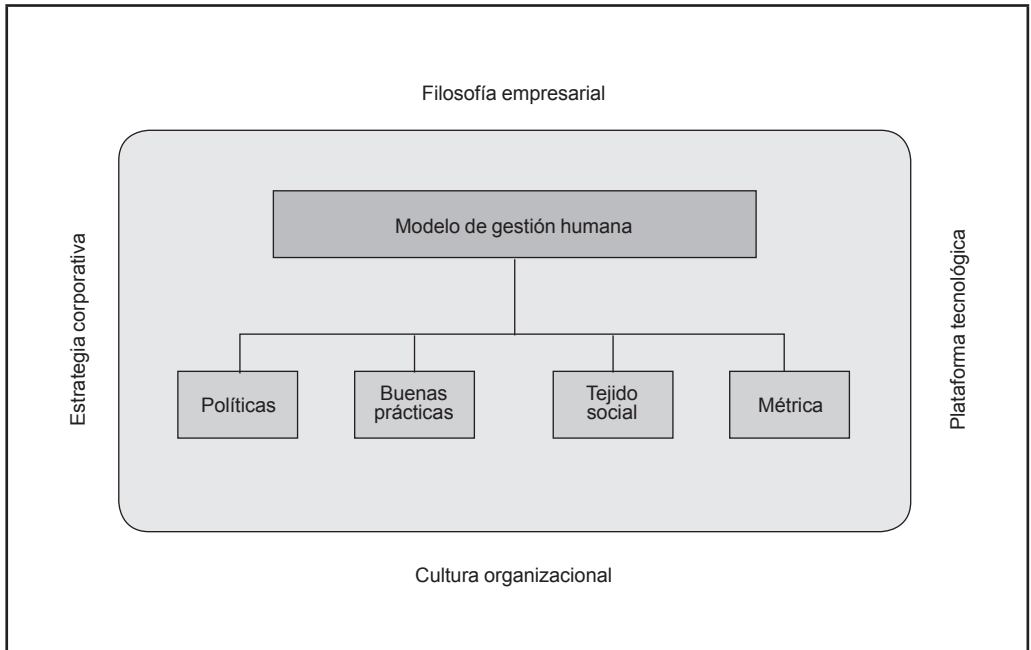 Filosofía empresarial
Estrategia corporativa
Modelo de gestión humana
Políticas
Buenas
prácticas
Tejido
social
Métrica
Plataforma tecnológica
Cultura organizacional